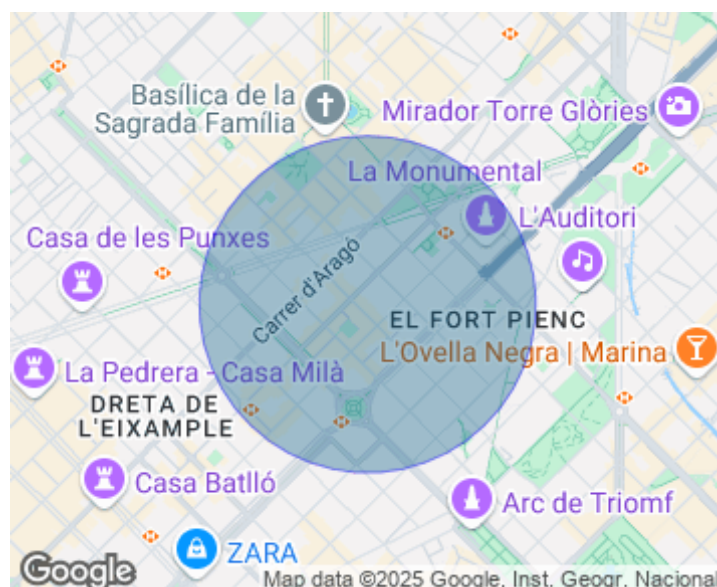 Basílica de la
Sagrada Família
Mirador Torre Glòries
La Monumental
L'Auditori
Casa de les Punxes
Carrer d'Aragó
EL FORT PIENC
L'Ovella Negra | Marina
La Pedrera - Casa Milà
DRETA DE
L'EIXAMPLE
Casa Batlló
Arc de Triomf
ZARA
Google
Map data ©2025 Google, Inst. Geogr. Nacional